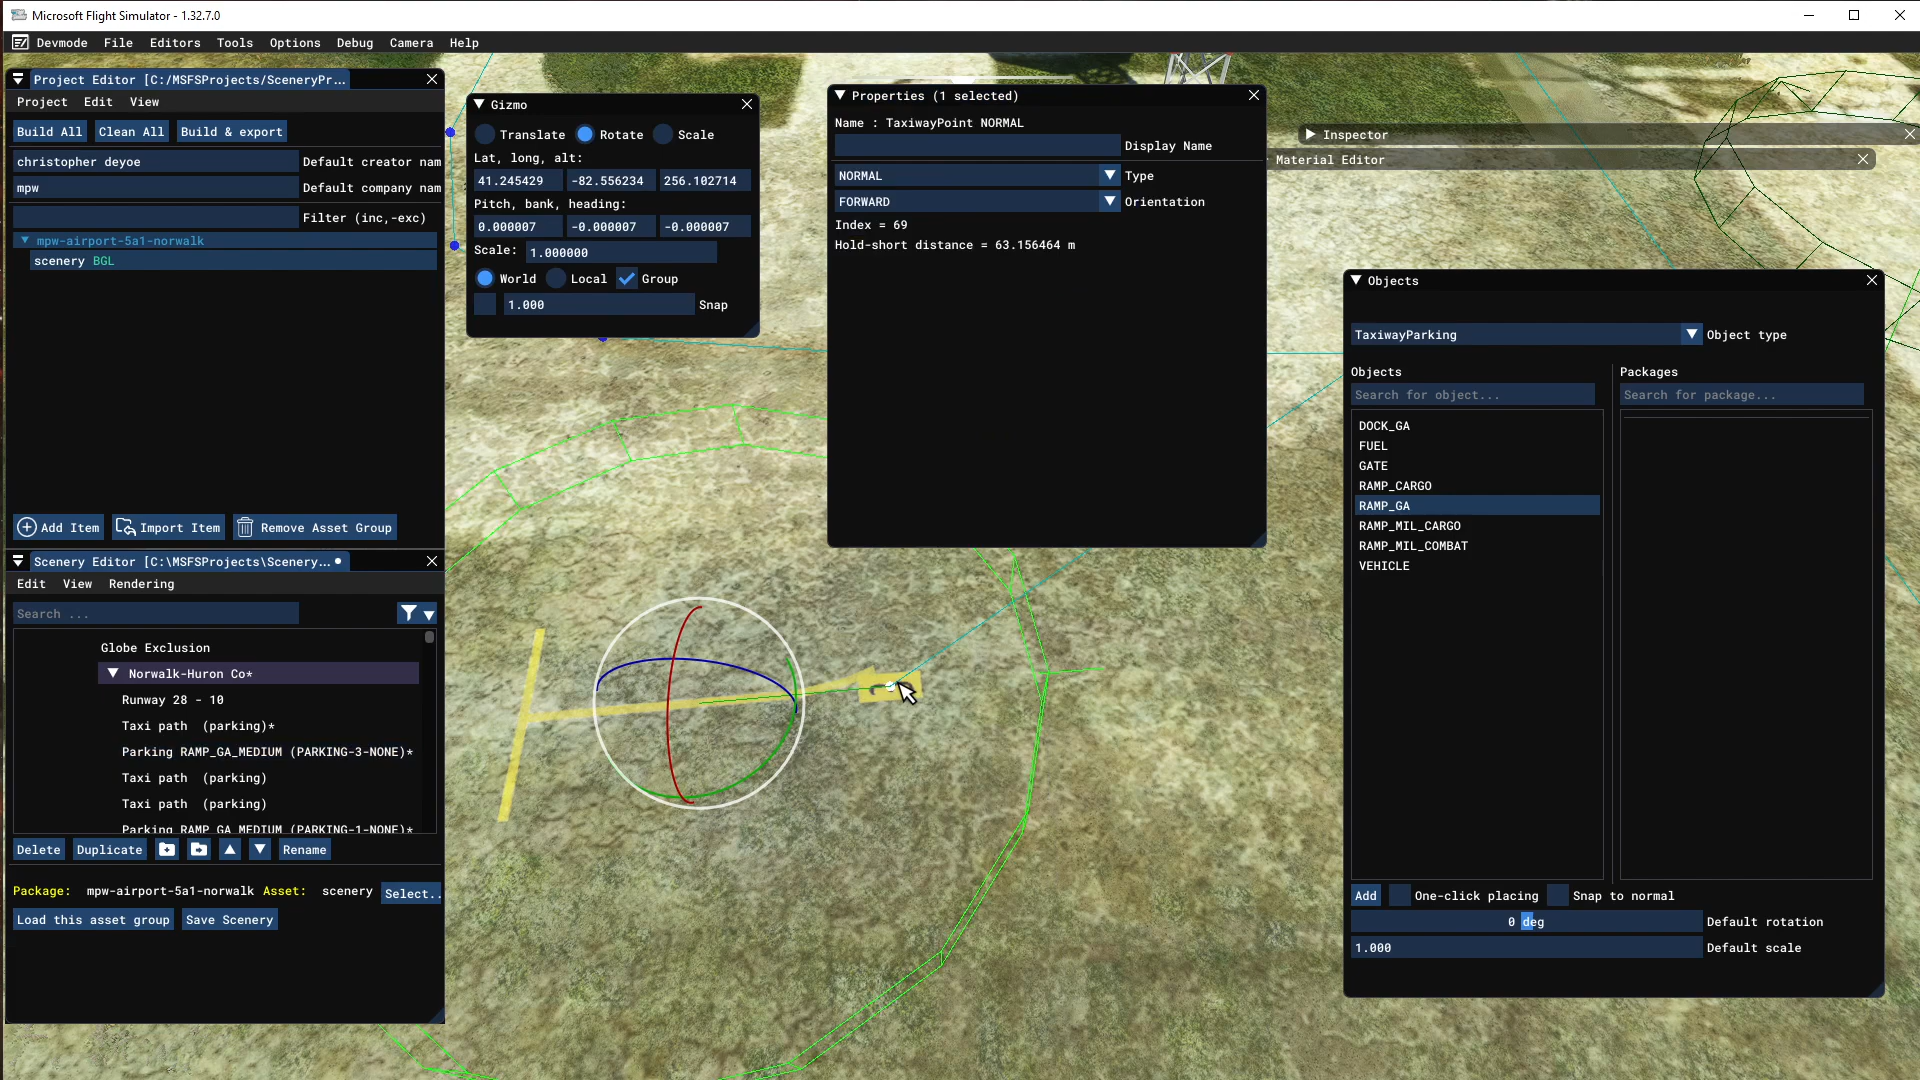 Microsoft Flight Simulator - 1.32.7.0
Devmode File Editors Tools Options Debug Camera Help
Project Editor [C:/MSFSProjects/SceneryPr...
Project Edit View
Build All Clean All Build & export
christopher deyoe Default creator nam
mpw Default company nam
Filter (inc,-exc)
mpw-airport-5a1-norwalk
scenery BGL
Add Item Import Item Remove Asset Group
Scenery Editor [C:\MSFSProjects\Scenery...
Edit View Rendering
Search ...
Globe Exclusion
Norwalk-Huron Co*
Runway 28 - 10
Taxi path (parking)*
Parking RAMP_GA_MEDIUM (PARKING-3-NONE)*
Taxi path (parking)
Taxi path (parking)
Parking RAMP GA MEDIUM (PARKING-1-NONE)*
Delete Duplicate Rename
Package: mpw-airport-5a1-norwalk Asset: scenery Select..
Load this asset group Save Scenery
Gizmo
Translate Rotate Scale
Lat, long, alt:
41.245429 -82.556234 256.102714
Pitch, bank, heading:
0.000007 -0.000007 -0.000007
Scale: 1.000000
World Local Group
1.000 Snap
Properties (1 selected)
Name : TaxiwayPoint NORMAL
Display Name
NORMAL Type
FORWARD Orientation
Index = 69
Hold-short distance = 63.156464 m
Inspector
Material Editor
Objects
TaxiwayParking Object type
Objects Packages
Search for object... Search for package...
DOCK_GA
FUEL
GATE
RAMP_CARGO
RAMP_GA
RAMP_MIL_CARGO
RAMP_MIL_COMBAT
VEHICLE
Add One-click placing Snap to normal
0 deg Default rotation
1.000 Default scale